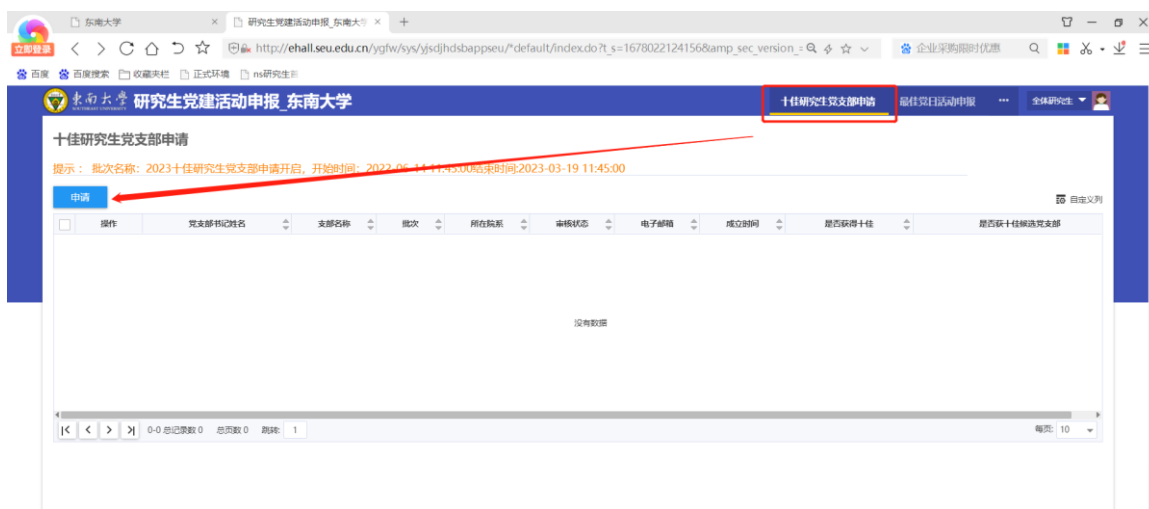 东南大学
研究生党建活动申报_东南大
立即登录
http://ehall.seu.edu.cn/ygfw/sys/yjsdjhdsbappseu/*default/index.do?t_s=1678022124156&amp_sec_version_=
企业采购限时优惠
百度
百度搜索
收藏夹栏
正式环境
ns研究生
東南大學 研究生党建活动申报_东南大学
十佳研究生党支部申请
最佳党日活动申报
···
全体研究生
十佳研究生党支部申请
提示： 批次名称：2023十佳研究生党支部申请开启，开始时间：2022-06-14 11:45:00结束时间:2023-03-19 11:45:00
申请
自定义列
操作 党支部书记姓名 支部名称 批次 所在院系 审核状态 电子邮箱 成立时间 是否获得十佳 是否获十佳候选党支部
没有数据
0-0 总记录数 0 总页数 0 跳转: 1
每页: 10